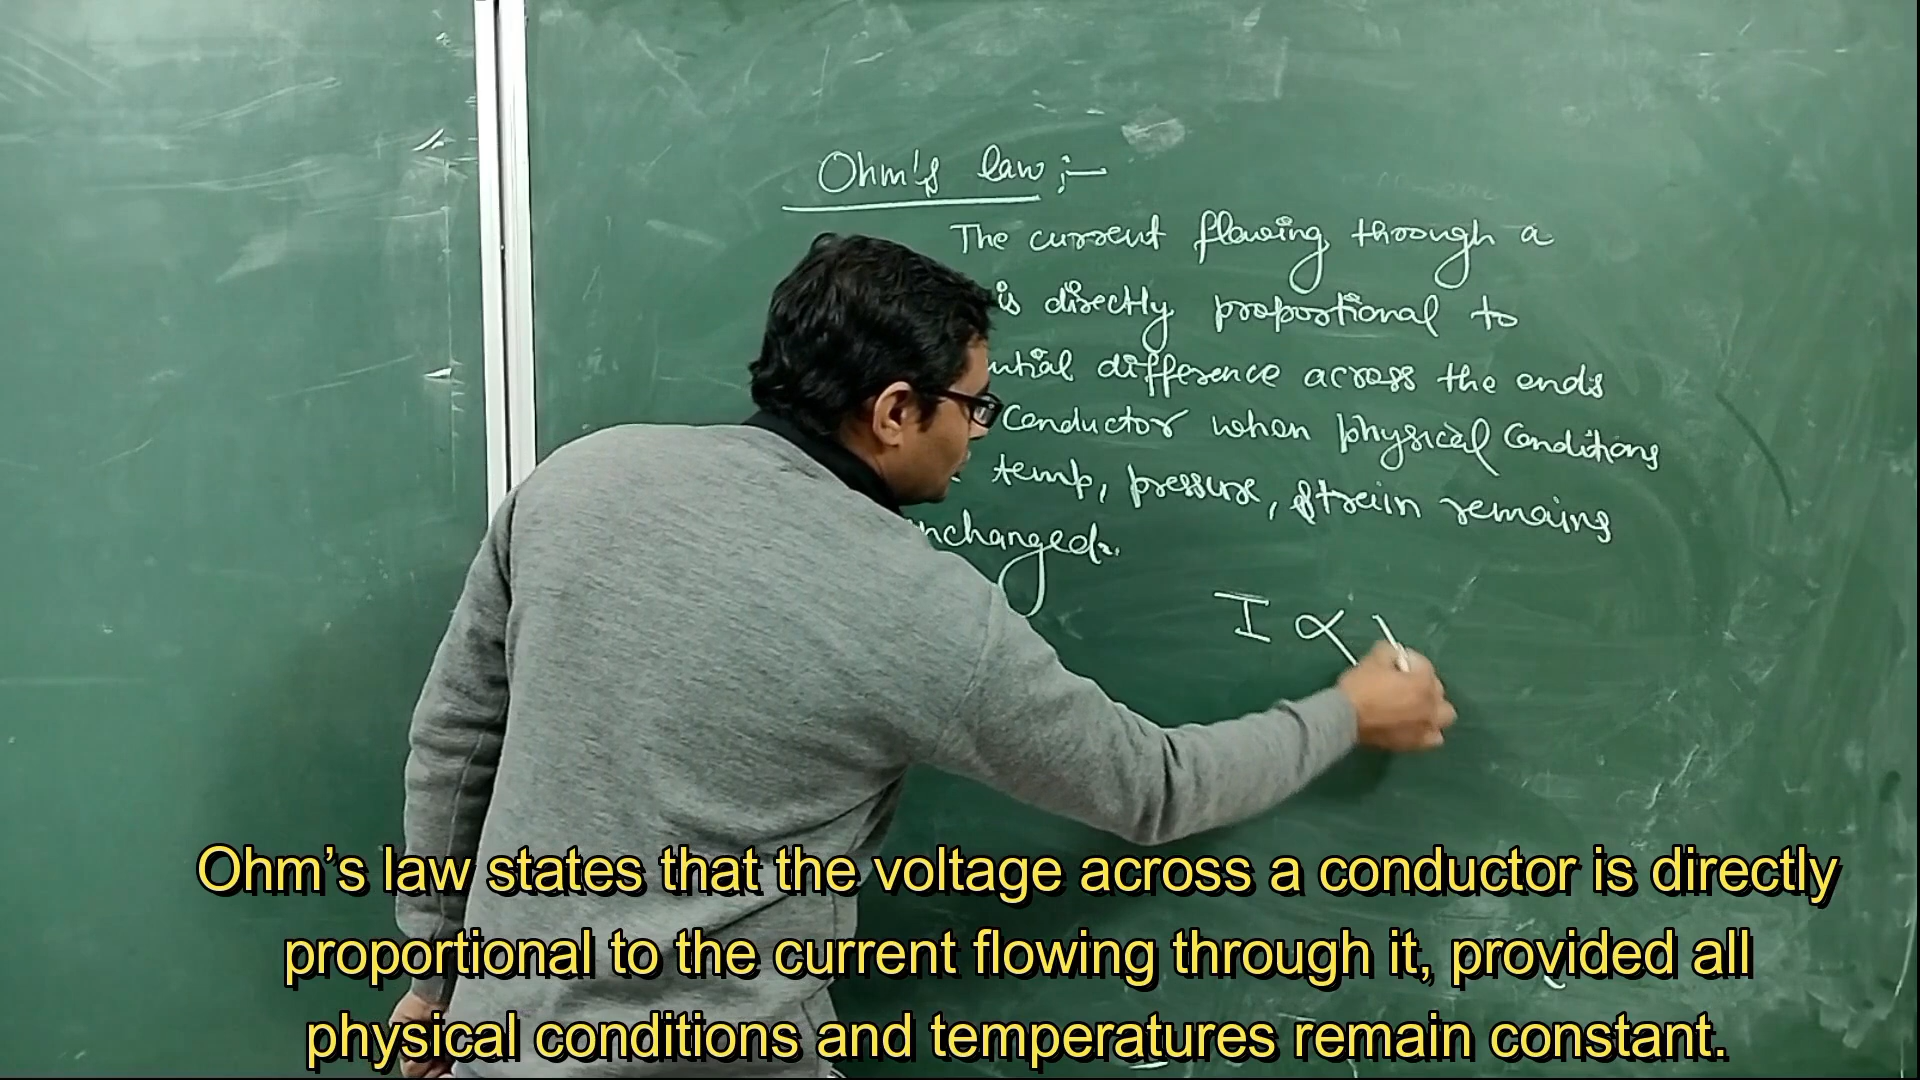 Ohm's law :-
The current flowing through a
is directly proportional to
ntial difference across the ends
Conductor when physical Conditions
temp, pressure, strain remains
nchanged.
I ∝
Ohm’s law states that the voltage across a conductor is directly
proportional to the current flowing through it, provided all
physical conditions and temperatures remain constant.